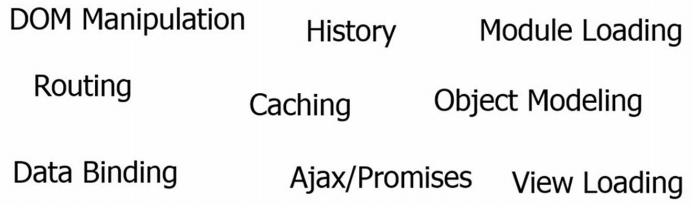 DOM Manipulation
History
Module Loading
Routing
Caching
Object Modeling
Data Binding
Ajax/Promises
View Loading